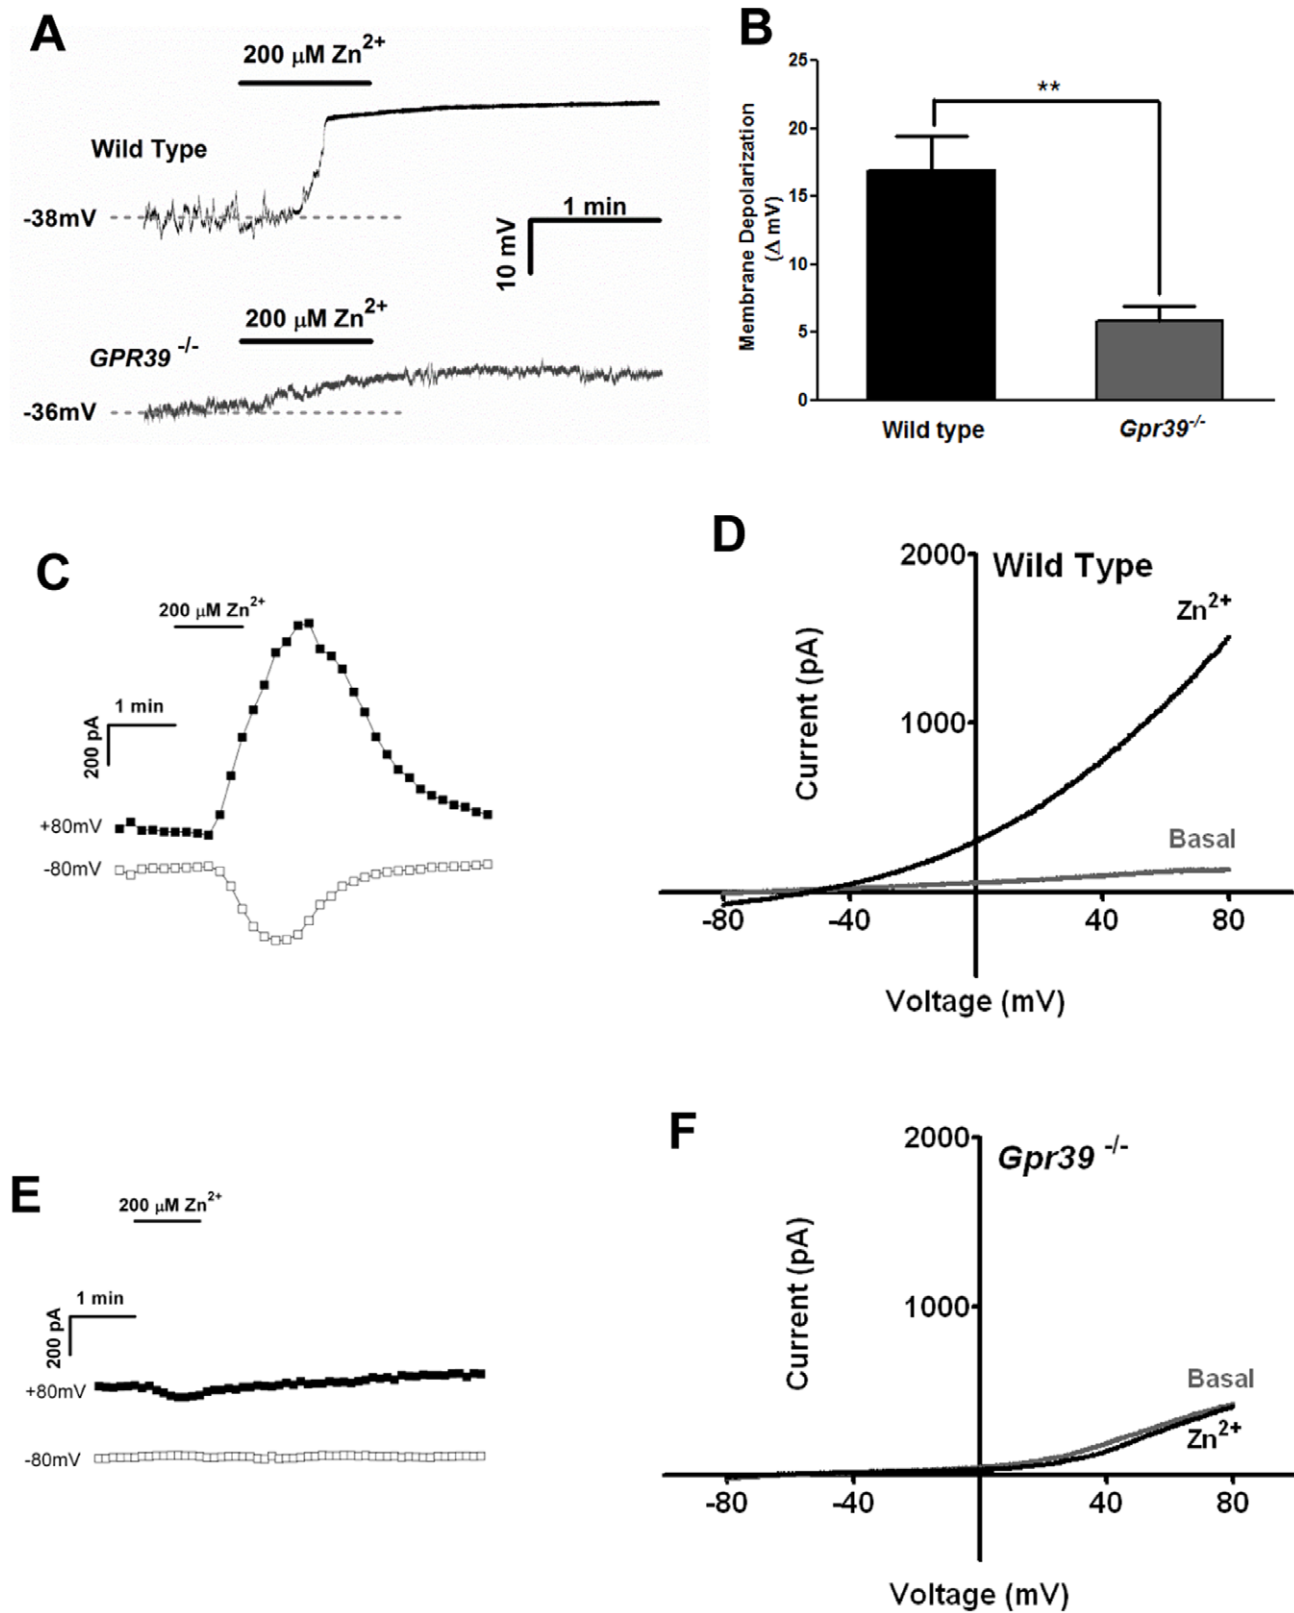 A
200 μM Zn2+
Wild Type
-38mV
1 min
10 mV
200 μM Zn2+
GPR39 -/-
-36mV
B
25
20
15
10
5
0
Membrane Depolarization
(Δ mV)
**
Wild type
Gpr39-/-
C
200 μM Zn2+
1 min
200 pA
+80mV
-80mV
D
2000
Wild Type
Zn2+
Current (pA)
1000
Basal
-80
-40
40
80
Voltage (mV)
E
200 μM Zn2+
1 min
200 pA
+80mV
-80mV
F
2000
Gpr39 -/-
Current (pA)
1000
Basal
Zn2+
-80
-40
40
80
Voltage (mV)